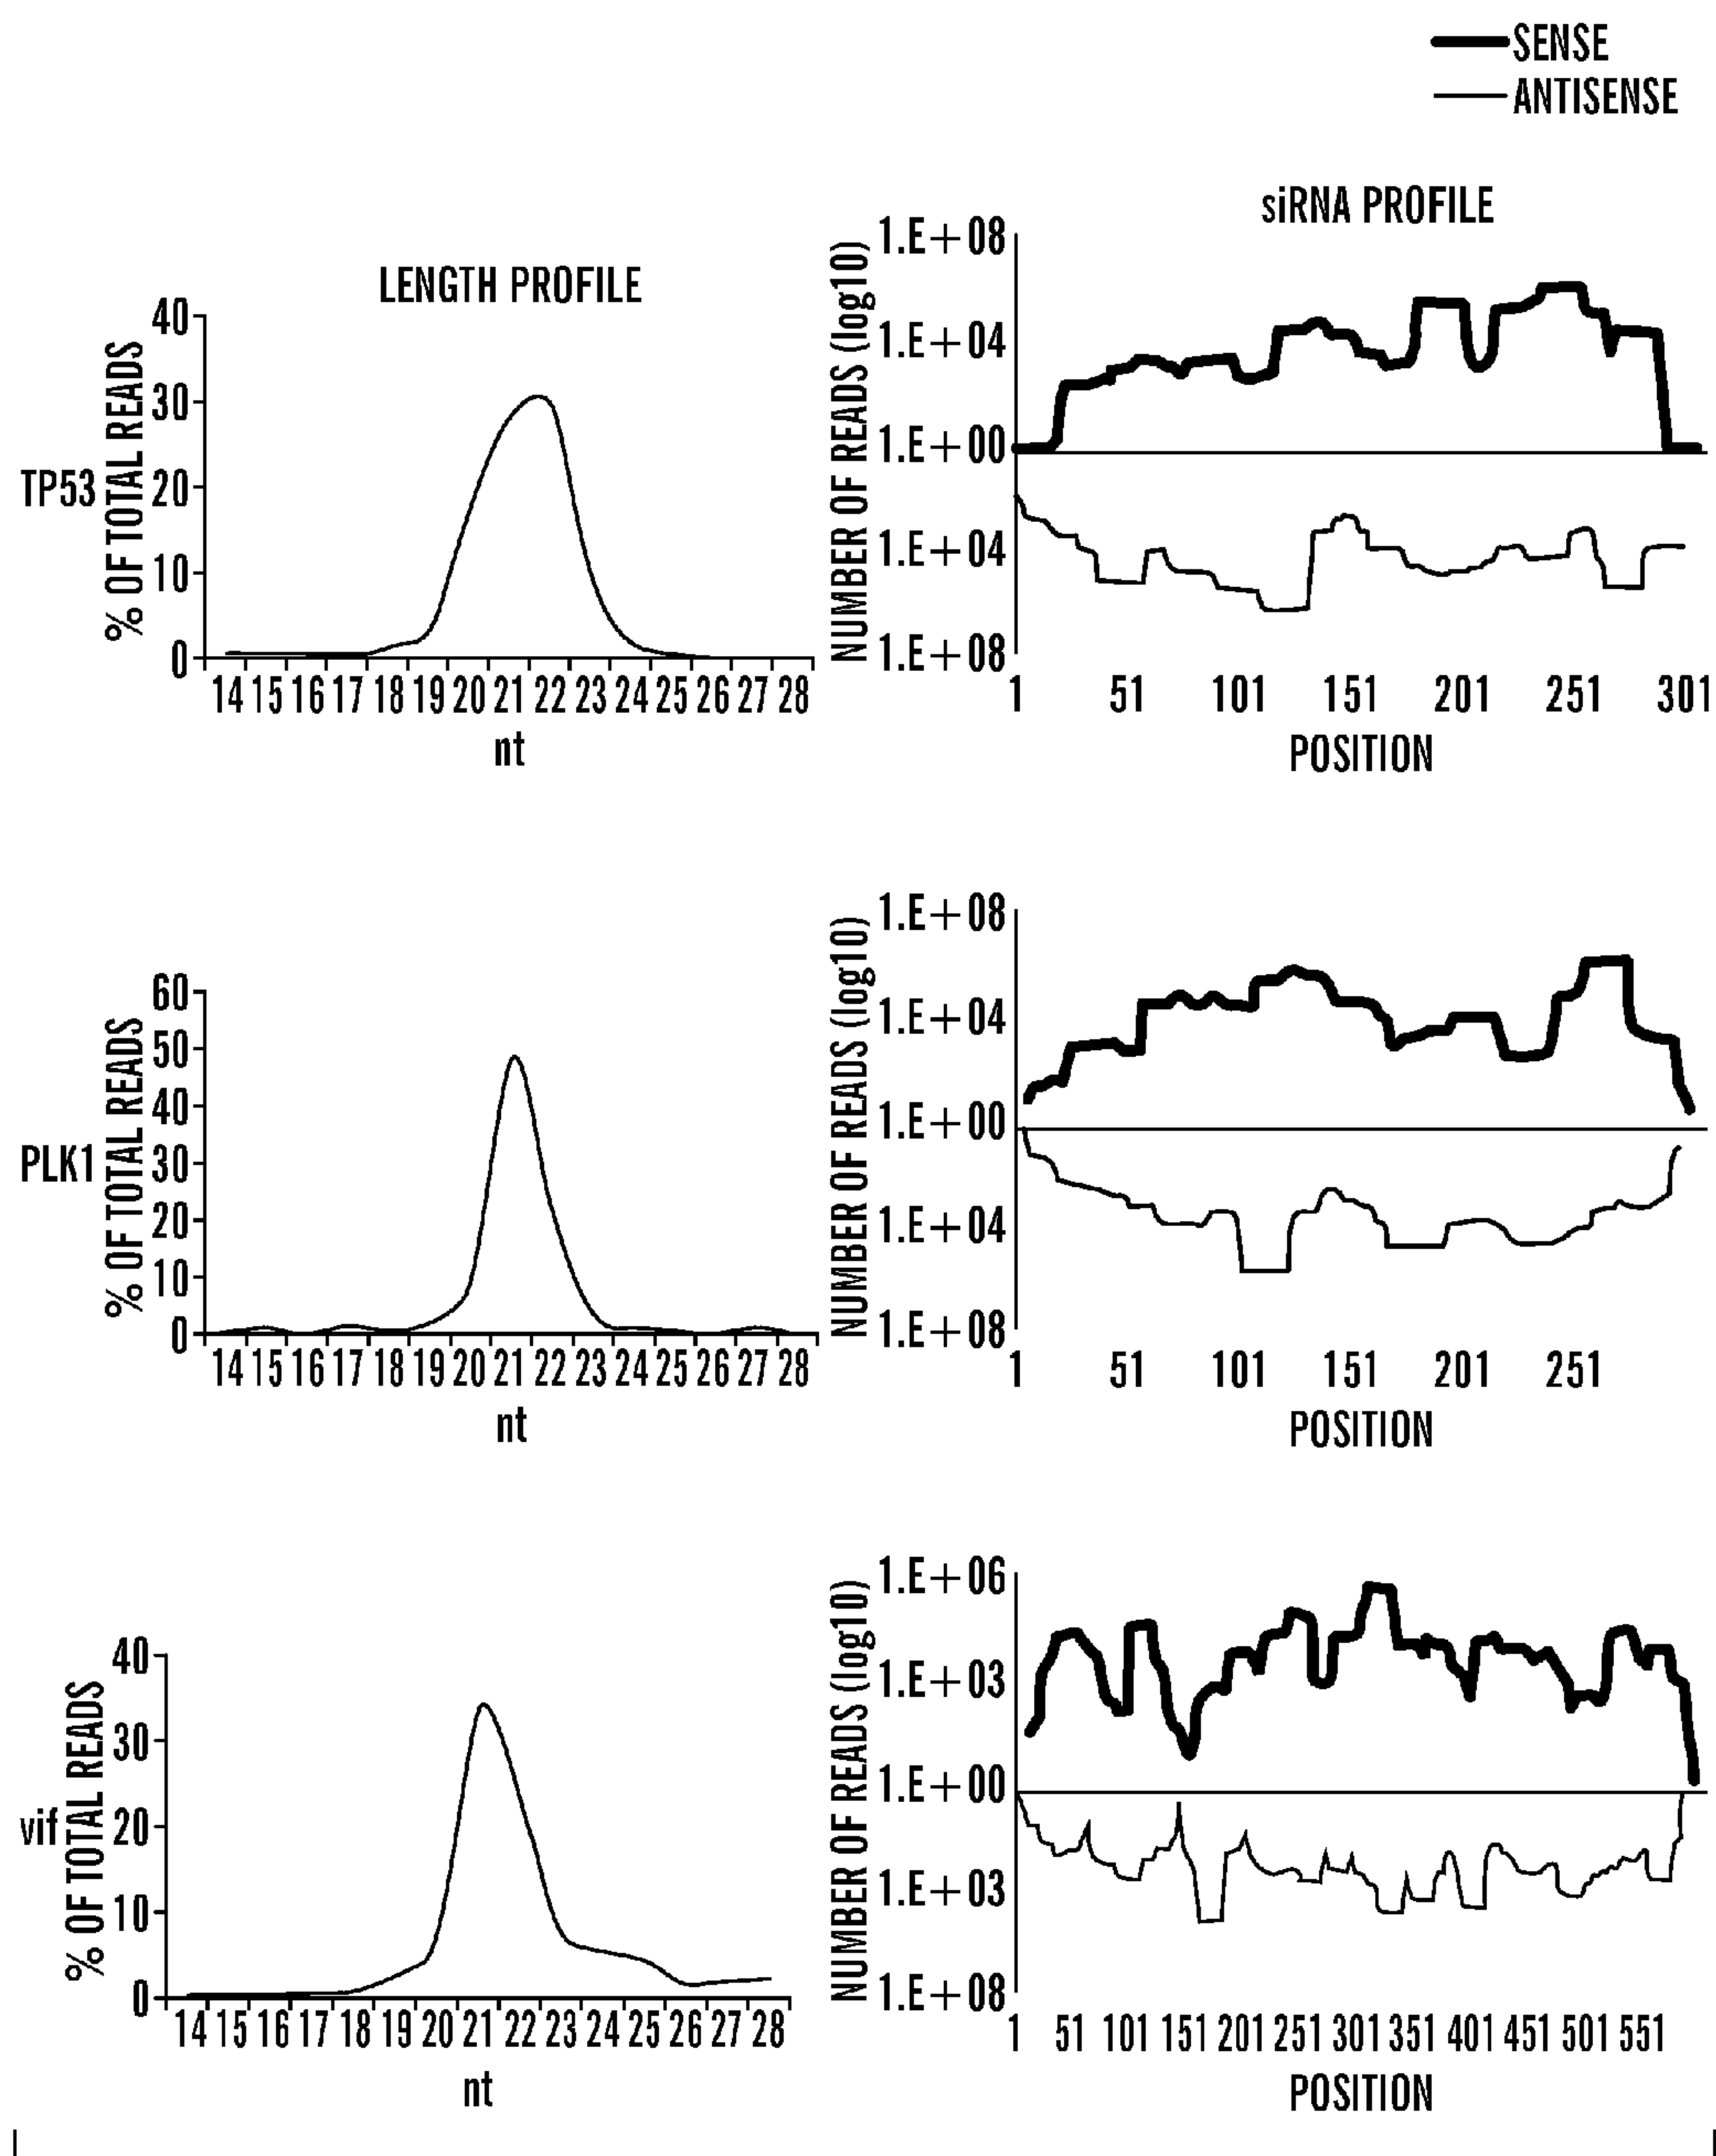 SENSE
ANTISENSE
TP53
LENGTH PROFILE
% OF TOTAL READS
40
30
20
10
0
14 15 16 17 18 19 20 21 22 23 24 25 26 27 28
nt
siRNA PROFILE
NUMBER OF READS (log10)
1.E+08
1.E+04
1.E+00
1.E+04
1.E+08
1 51 101 151 201 251 301
POSITION
PLK1
% OF TOTAL READS
60
50
40
30
20
10
0
14 15 16 17 18 19 20 21 22 23 24 25 26 27 28
nt
NUMBER OF READS (log10)
1.E+08
1.E+04
1.E+00
1.E+04
1.E+08
1 51 101 151 201 251
POSITION
vif
% OF TOTAL READS
40
30
20
10
0
14 15 16 17 18 19 20 21 22 23 24 25 26 27 28
nt
NUMBER OF READS (log10)
1.E+06
1.E+03
1.E+00
1.E+03
1.E+08
1 51 101 151 201 251 301 351 401 451 501 551
POSITION